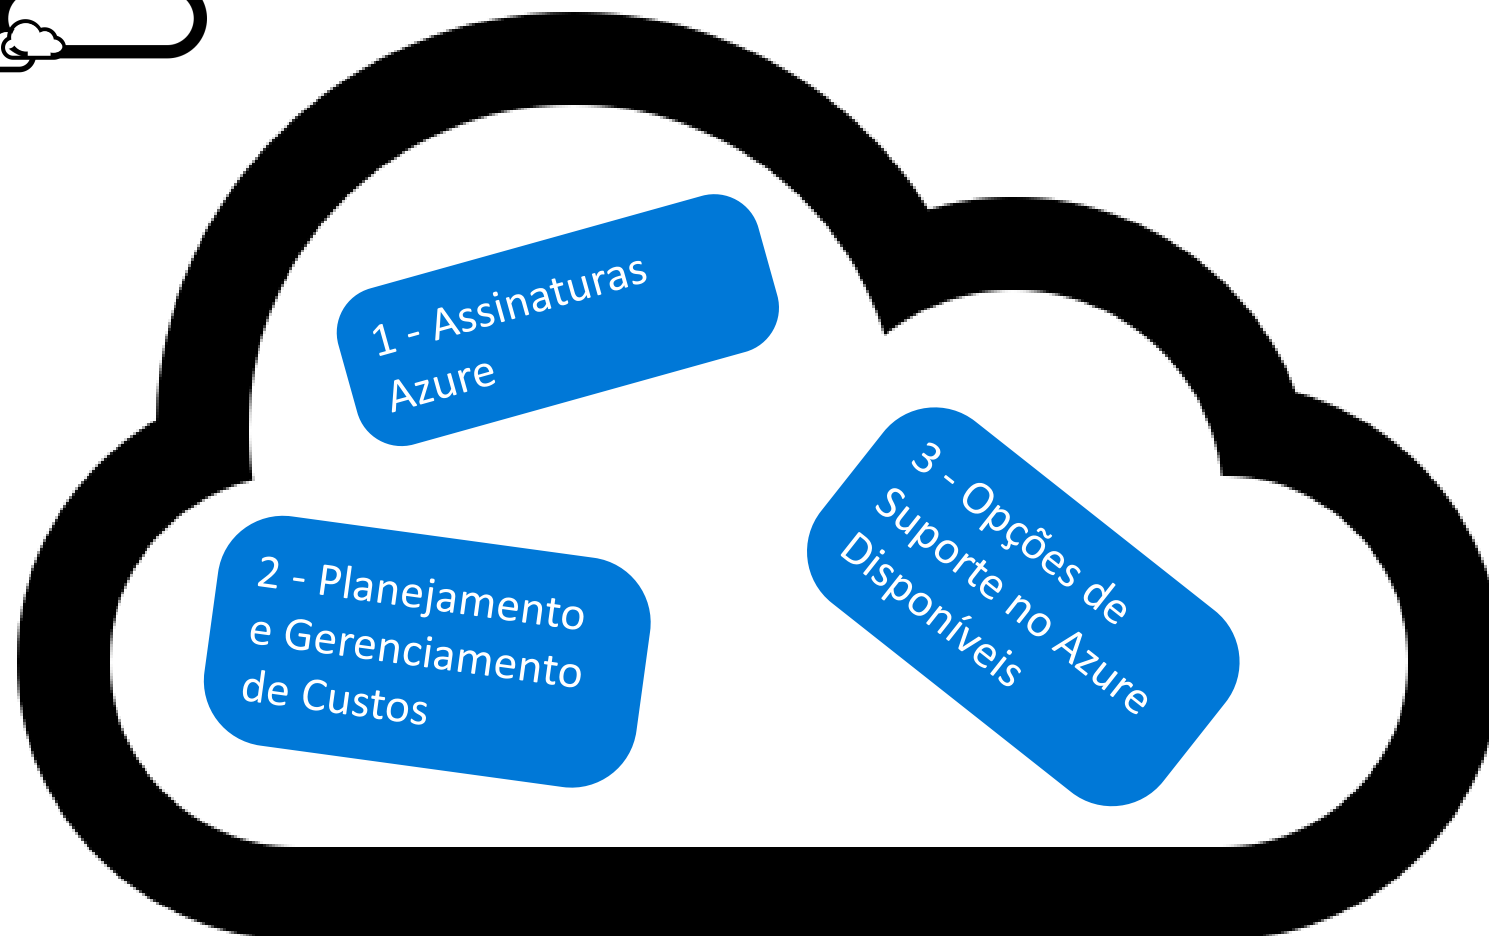 1 - Assinaturas
Azure
2 - Planejamento
e Gerenciamento
de Custos
3 - Opções de
Suporte no Azure
Disponíveis